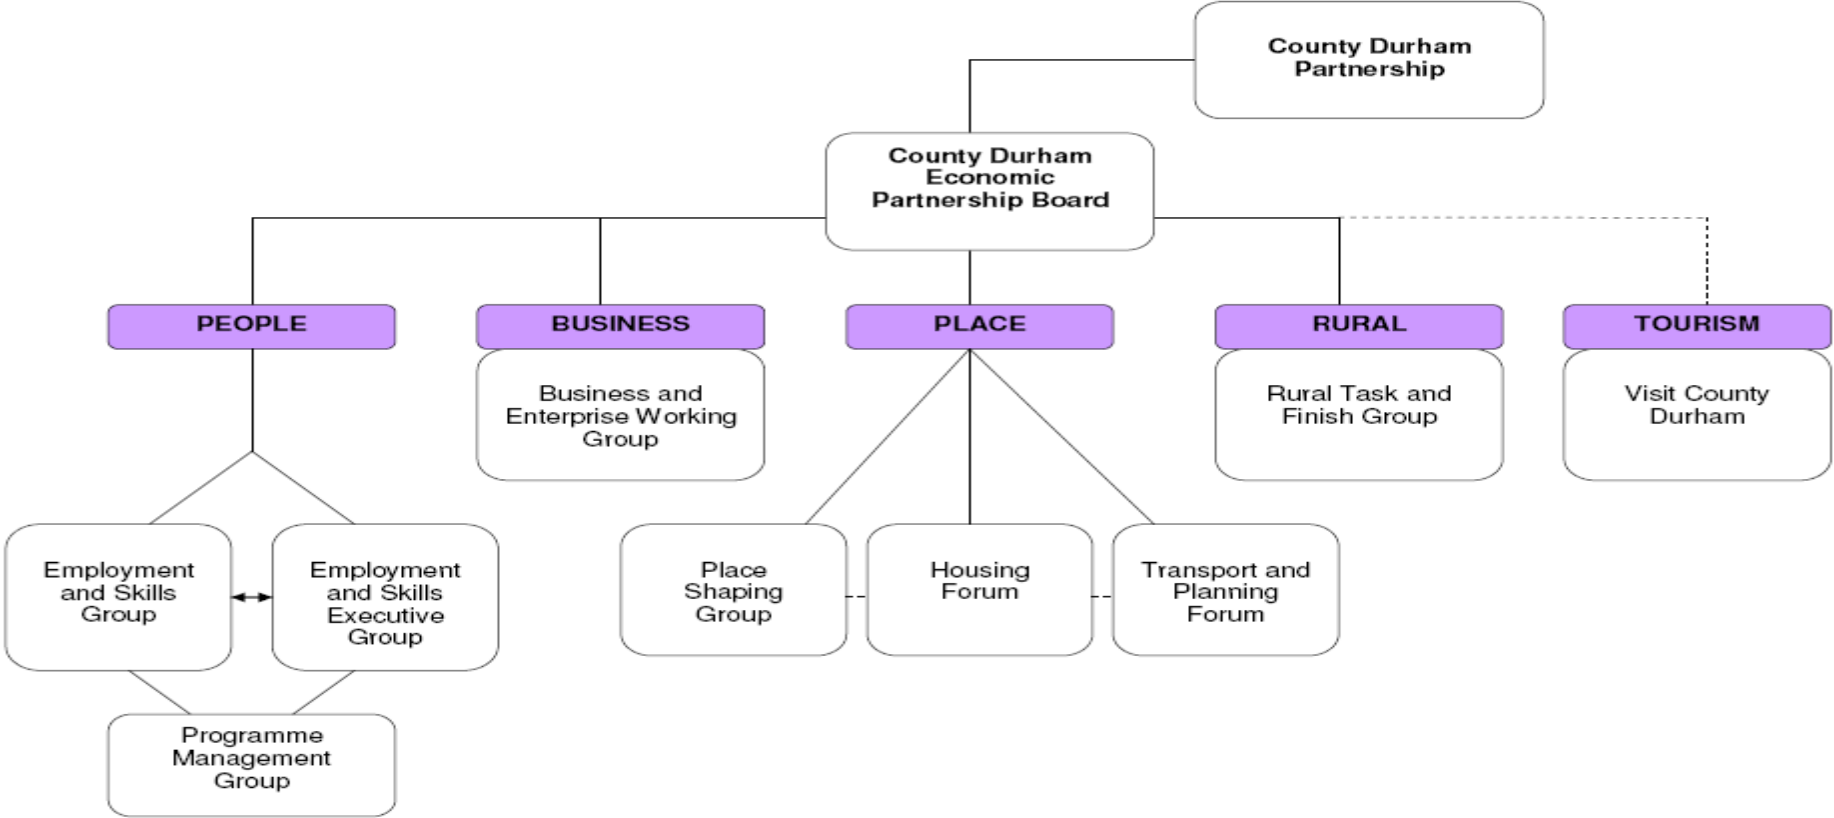 County Durham
Partnership
County Durham
Economic
Partnership Board
PEOPLE
BUSINESS
PLACE
RURAL
TOURISM
Business and
Enterprise Working
Group
Rural Task and
Finish Group
Visit County
Durham
Employment
and Skills
Group
Employment
and Skills
Executive
Group
Place
Shaping
Group
Housing
Forum
Transport and
Planning
Forum
Programme
Management
Group